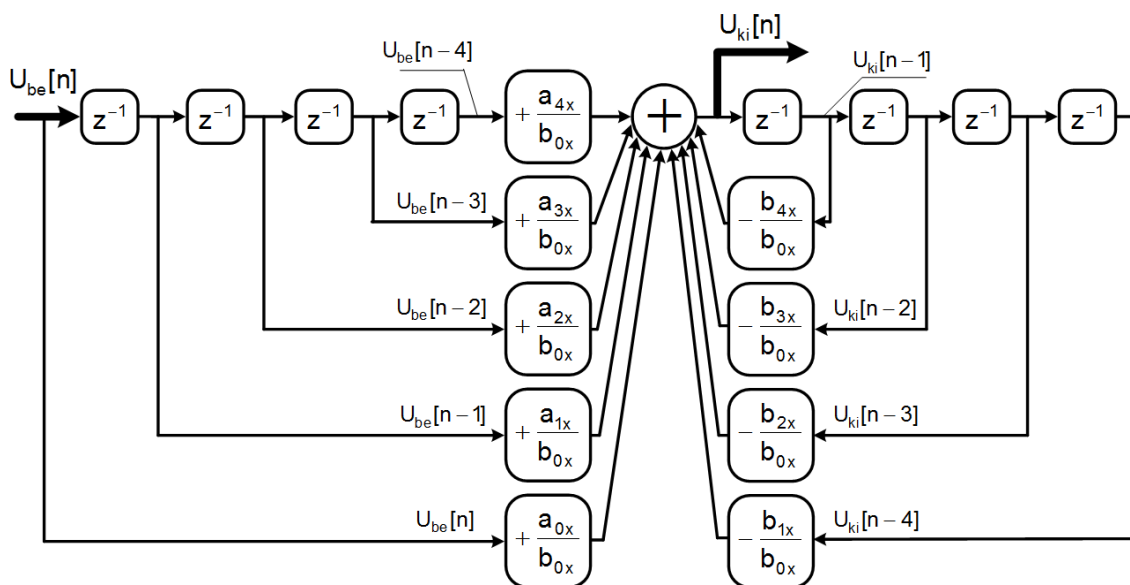 U_be[n]
U_be[n − 4]
U_ki[n]
U_ki[n − 1]
z⁻¹ z⁻¹ z⁻¹ z⁻¹ + a_4x / b_0x + z⁻¹ z⁻¹ z⁻¹ z⁻¹
U_be[n − 3] + a_3x / b_0x − b_4x / b_0x
U_be[n − 2] + a_2x / b_0x − b_3x / b_0x U_ki[n − 2]
U_be[n − 1] + a_1x / b_0x − b_2x / b_0x U_ki[n − 3]
U_be[n] + a_0x / b_0x − b_1x / b_0x U_ki[n − 4]